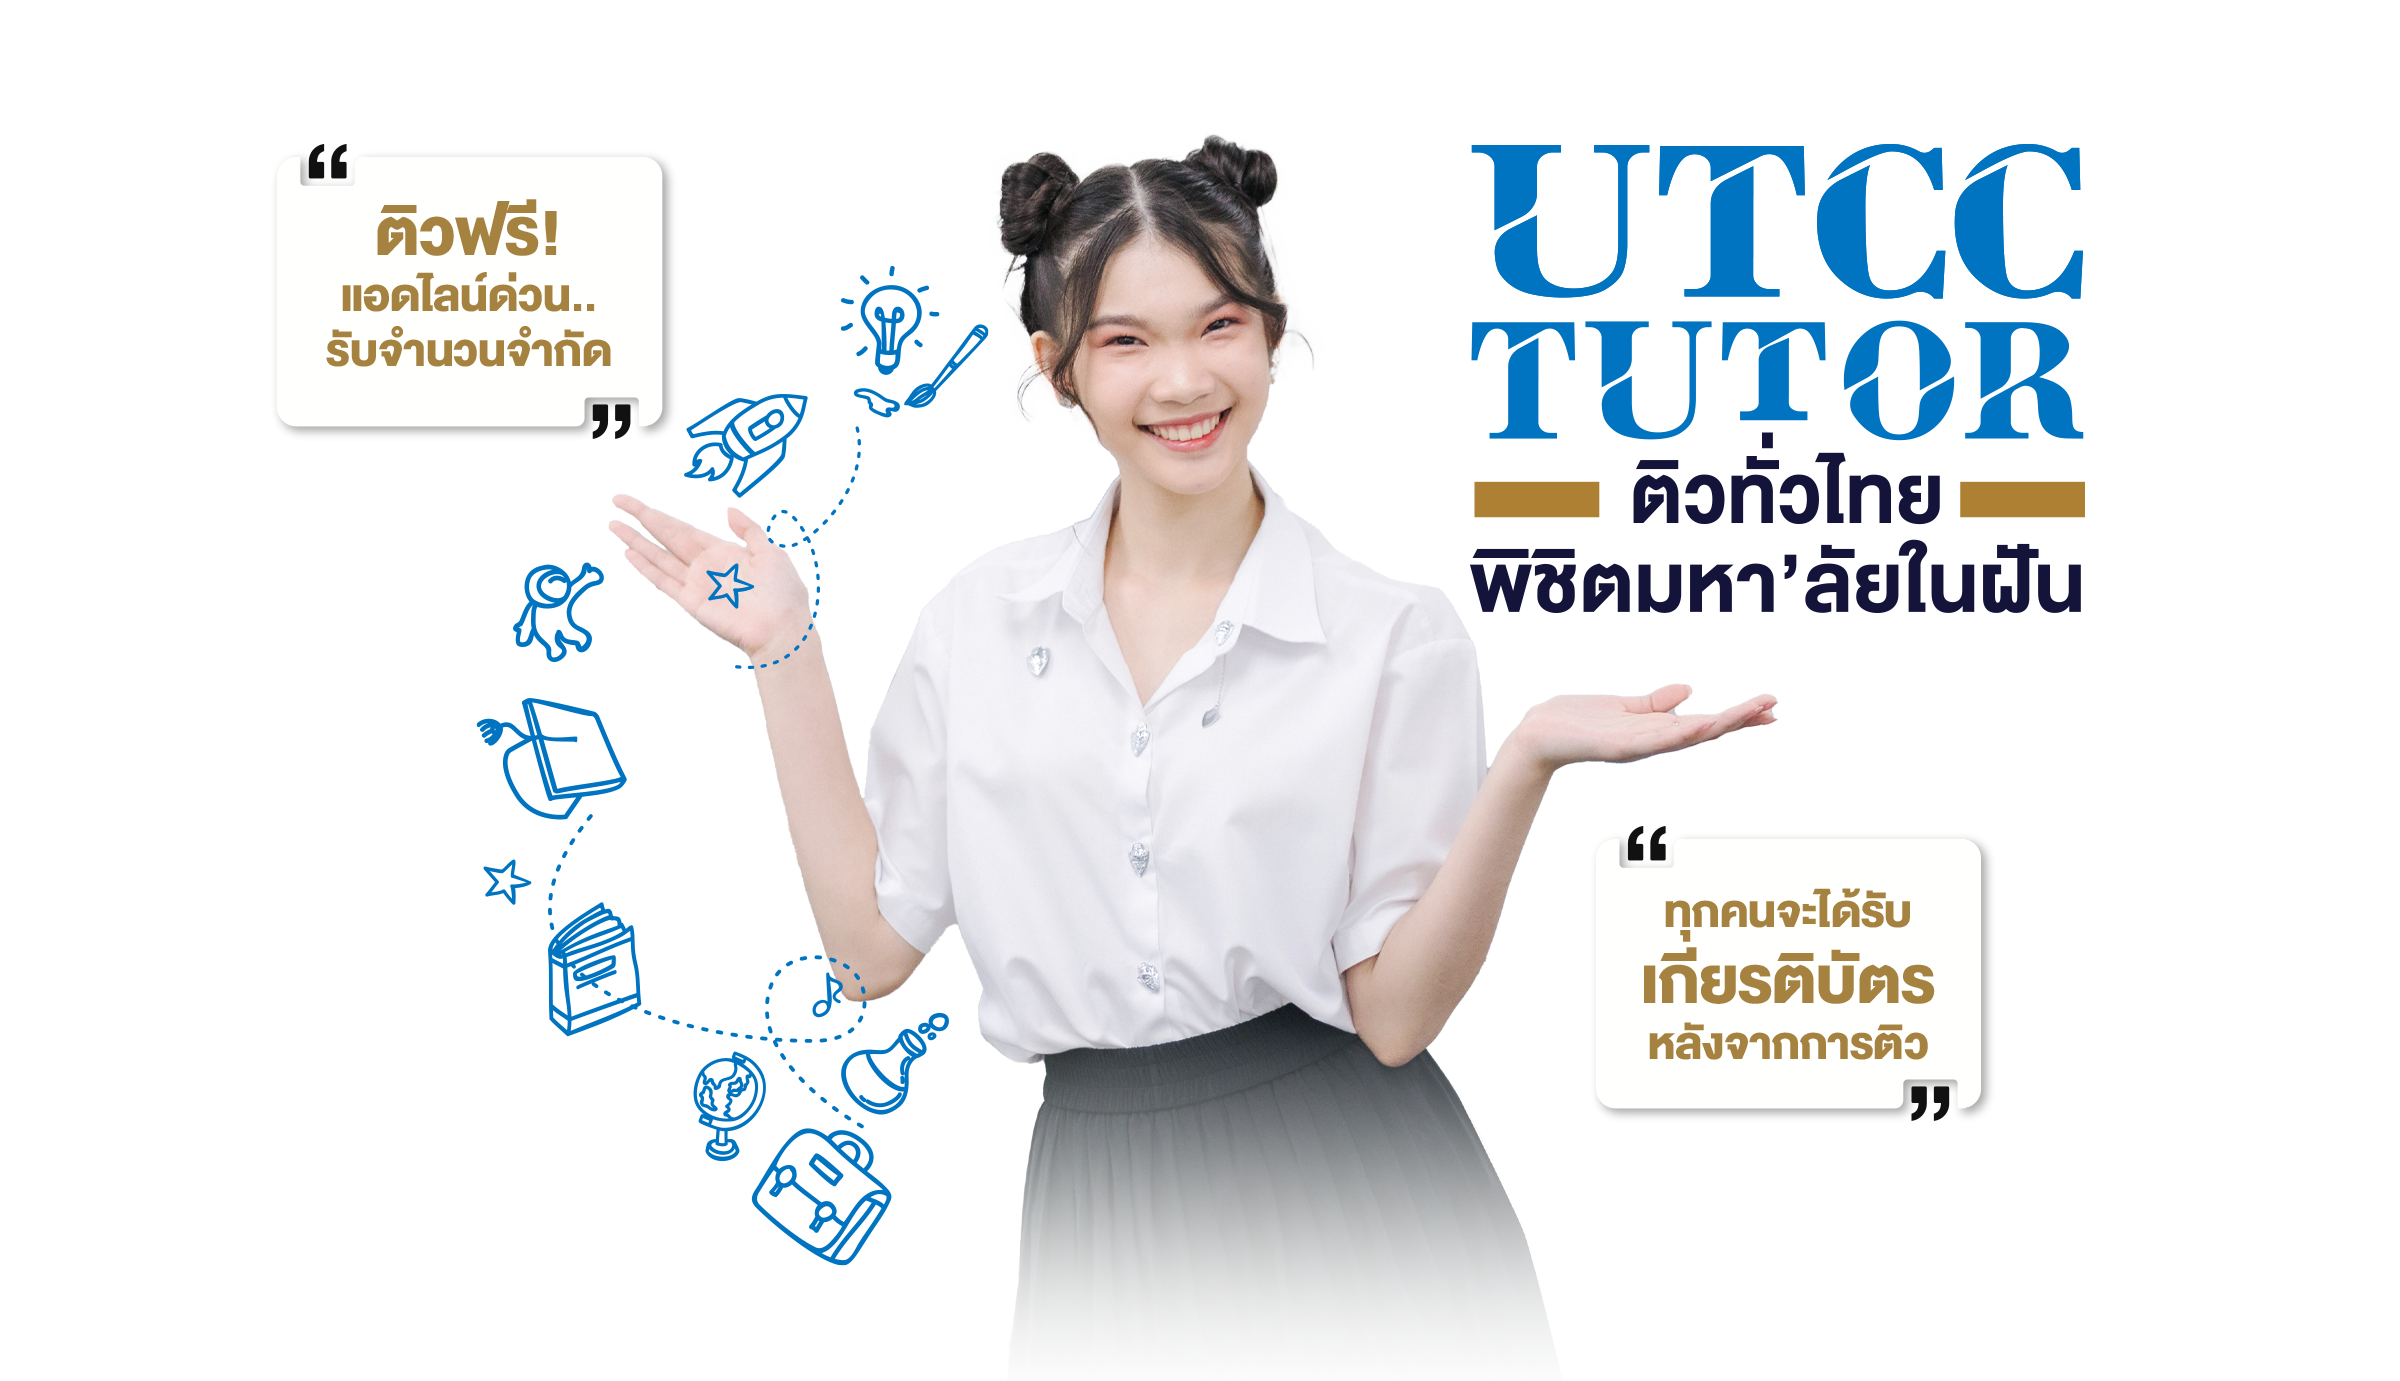 “
ติวฟรี!
แอดไลน์ด่วน..
รับจำนวนจำกัด
”
UTCC
TUTOR
ติวทั่วไทย
พิชิตมหา’ลัยในฝัน
“
ทุกคนจะได้รับ
เกียรติบัตร
หลังจากการติว
”